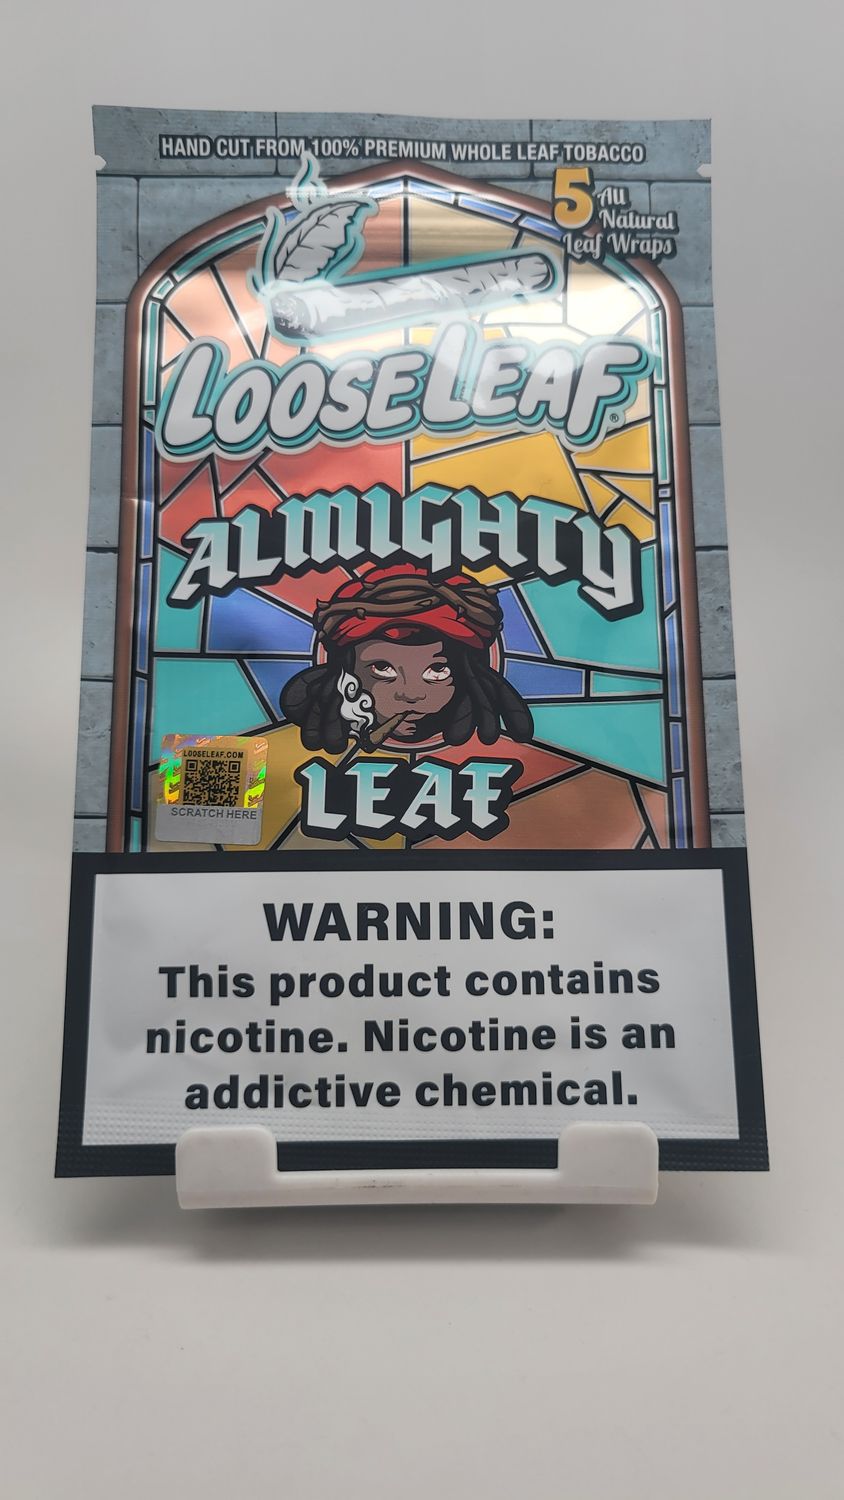 HAND CUT FROM 100% PREMIUM WHOLE LEAF TOBACCO
5 All
Natural
Leaf Wraps
LOOSELEAF®
ALMIGHTY
LOOSELEAF.COM
SCRATCH HERE
LEAF
WARNING:
This product contains
nicotine. Nicotine is an
addictive chemical.